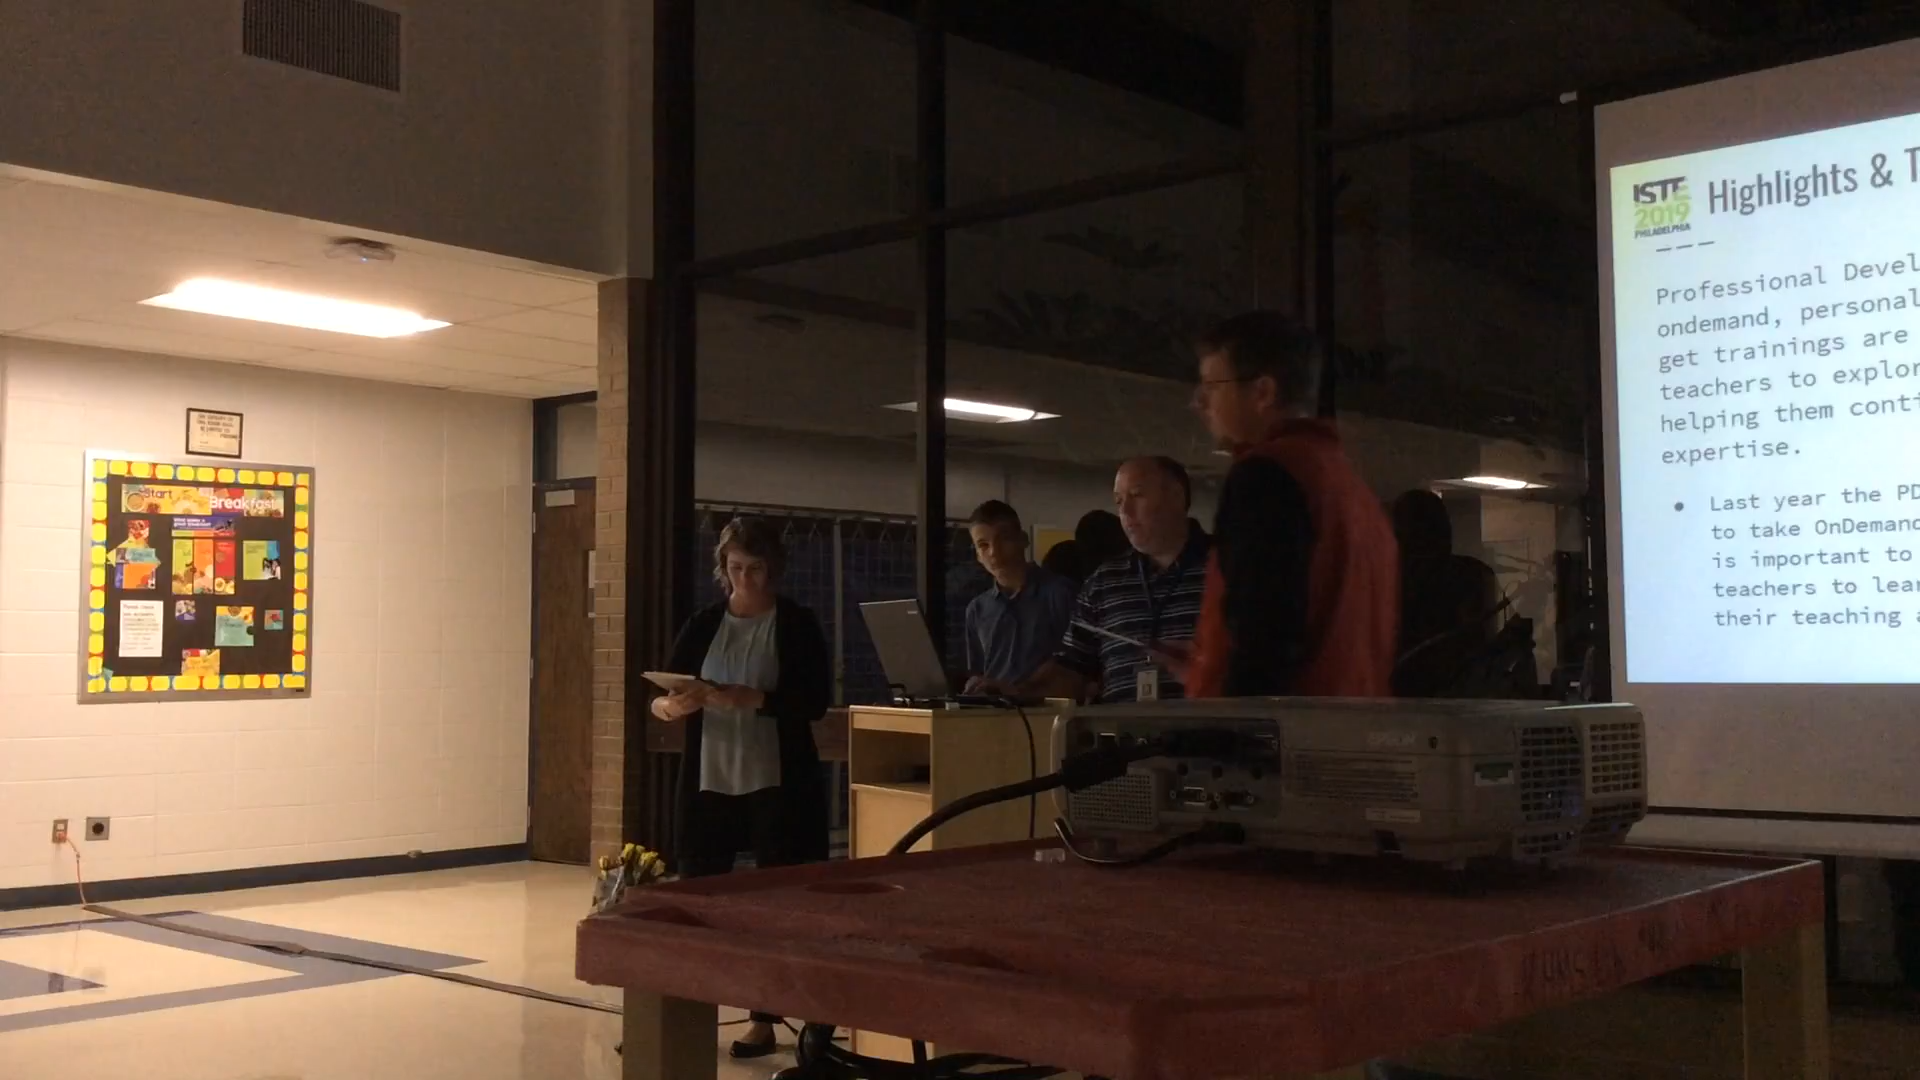 Start
Breakfast
ISTE
2019
PHILADELPHIA
Highlights & T
Professional Devel
ondemand, personal
get trainings are
teachers to explor
helping them conti
expertise.
• Last year the PD
to take OnDemand
is important to
teachers to lear
their teaching a
EPSON